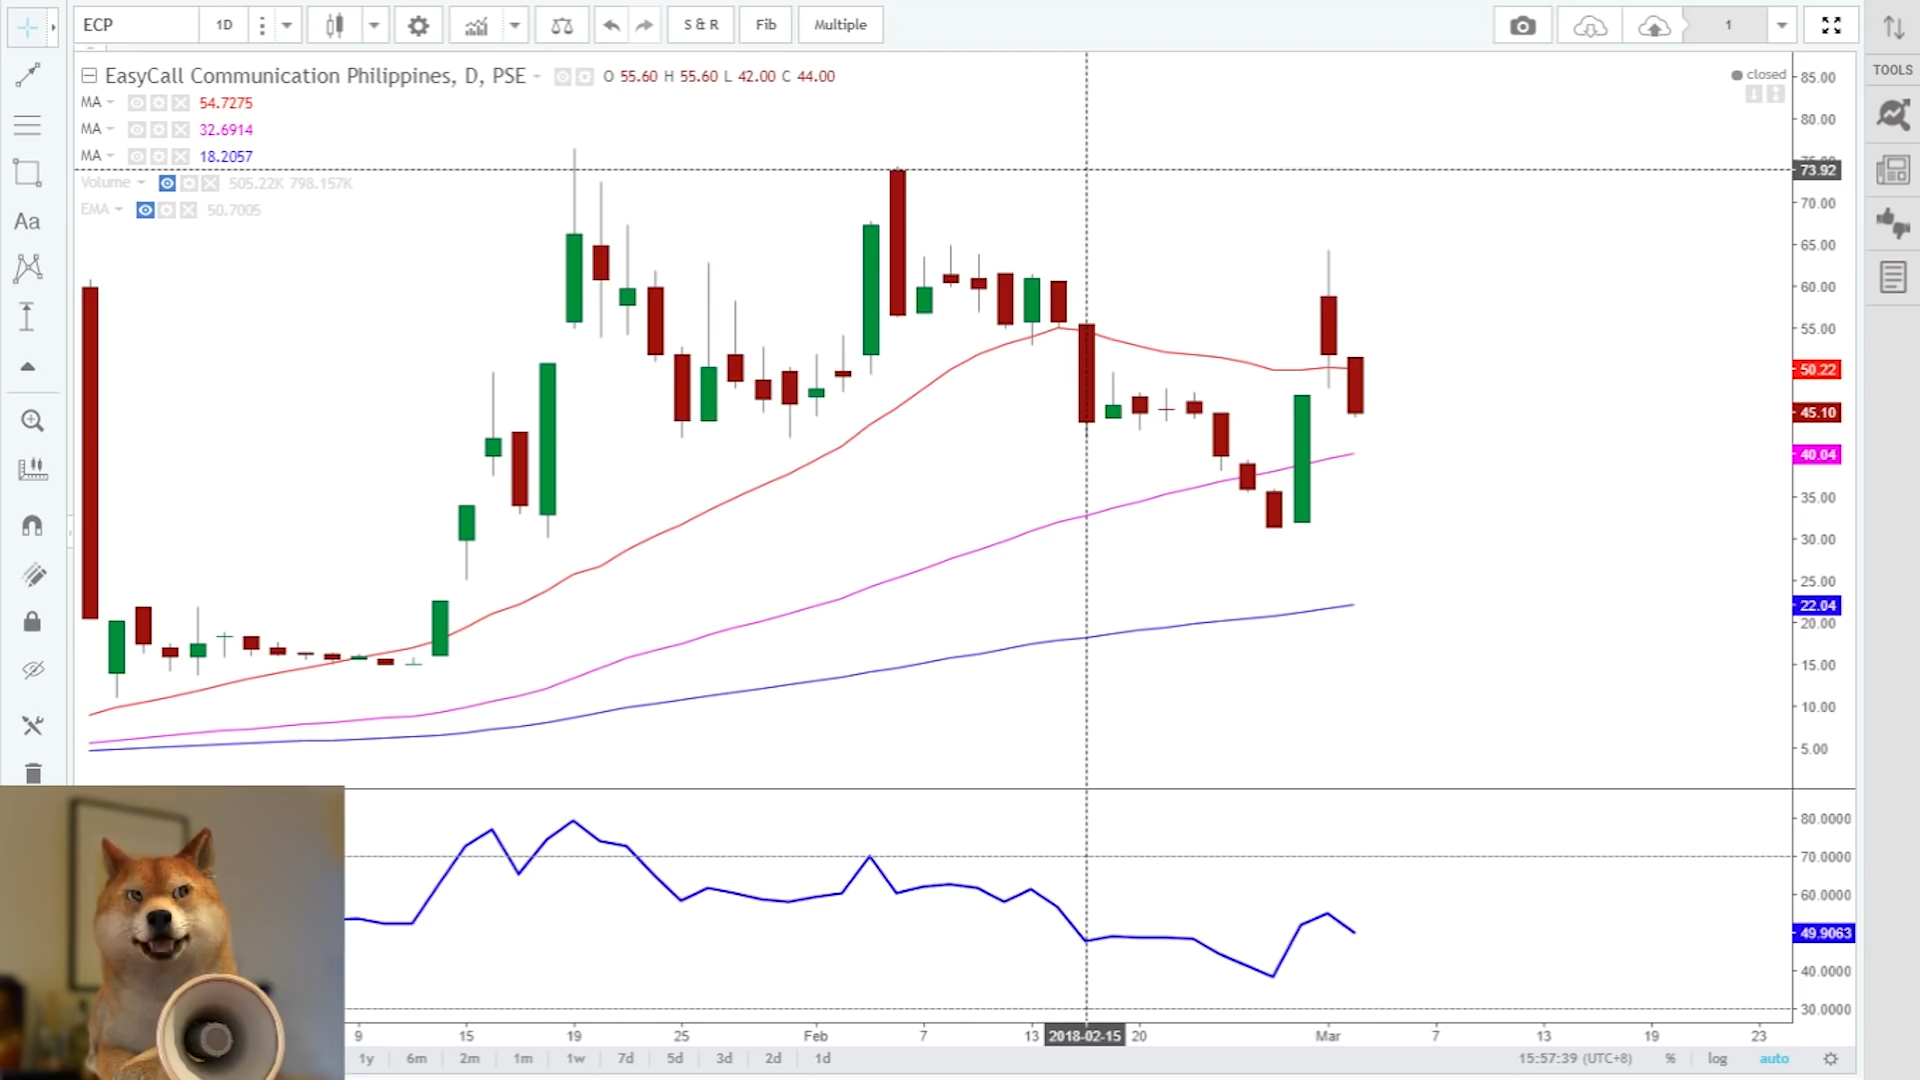 ECP 1D S & R Fib Multiple 1
TOOLS
EasyCall Communication Philippines, D, PSE O 55.60 H 55.60 L 42.00 C 44.00
closed
MA 54.7275
MA 32.6914
MA 18.2057
Volume 505.22K 798.157K
EMA 50.7005
Aa
85.00
80.00
73.92
70.00
65.00
60.00
55.00
50.22
45.10
40.04
35.00
30.00
25.00
22.04
20.00
15.00
10.00
5.00
80.0000
70.0000
60.0000
49.9063
40.0000
30.0000
9 15 19 25 Feb 7 13 2018-02-15 20 Mar 7 13 19 23
1y 6m 2m 1m 1w 7d 5d 3d 2d 1d 15:57:39 (UTC+8) % log auto